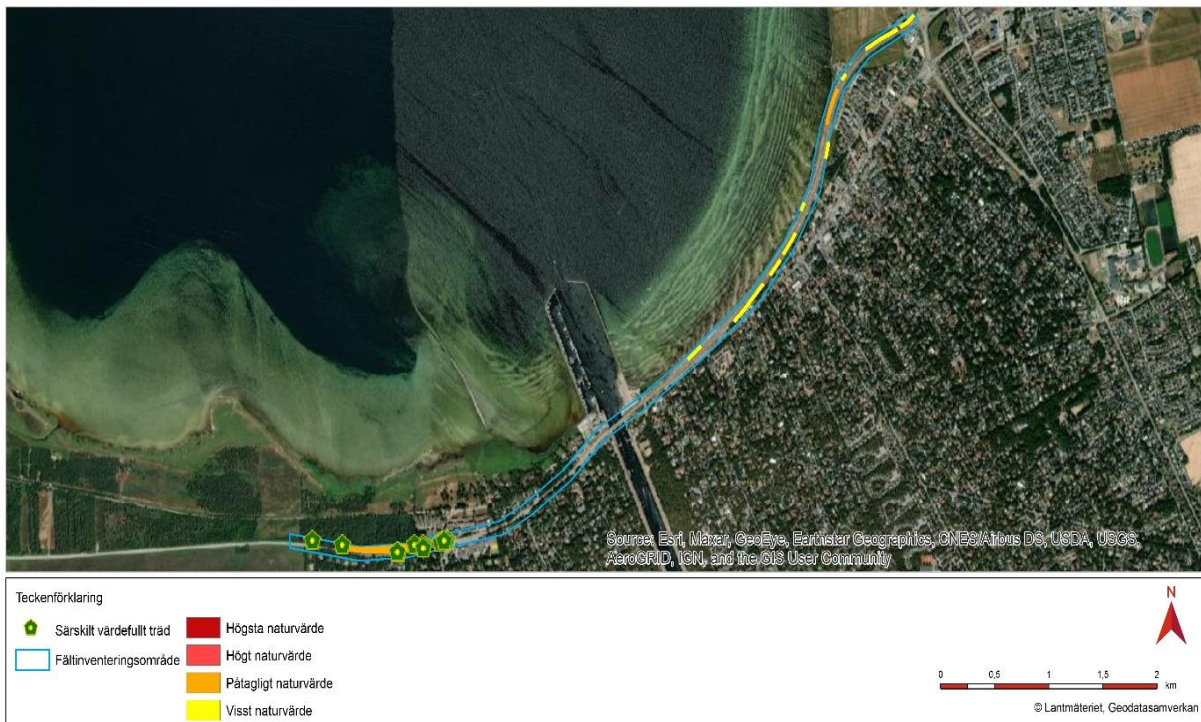 Source: Esri, Maxar, GeoEye, Earthstar Geographics, CNES/Airbus DS, USDA, USGS,
AeroGRID, IGN, and the GIS User Community
Teckenförklaring
Särskilt värdefullt träd
Fältinventeringsområde
Högsta naturvärde
Högt naturvärde
Påtagligt naturvärde
Visst naturvärde
N
0 0,5 1 1,5 2
km
© Lantmäteriet, Geodatasamverkan